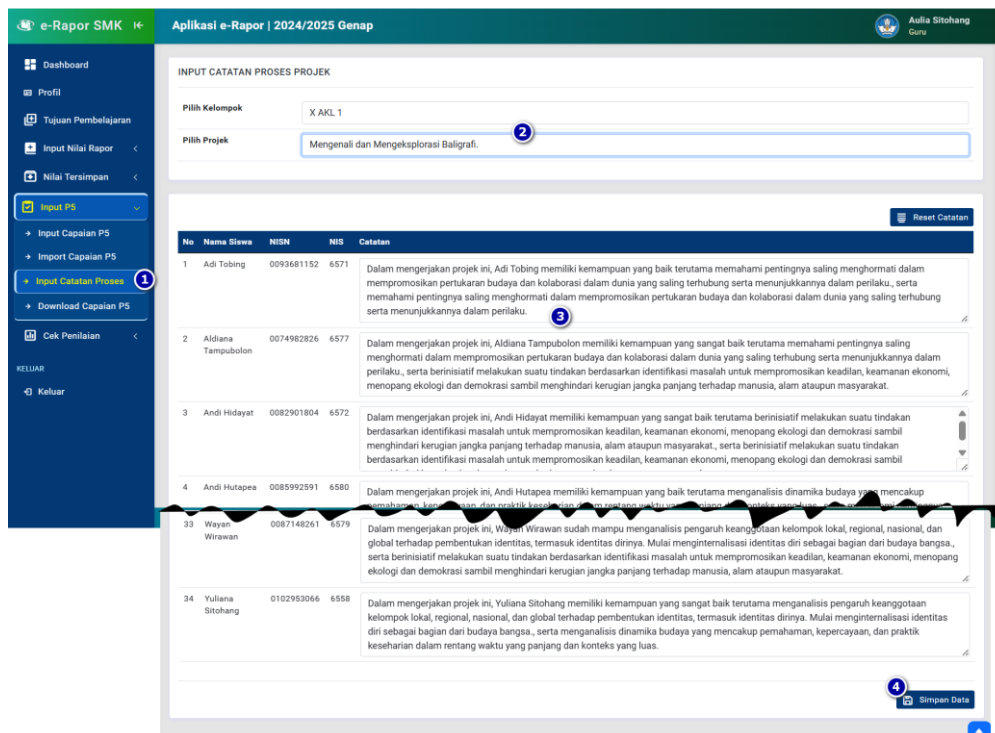 e-Rapor SMK
Aplikasi e-Rapor | 2024/2025 Genap
Aulia Sitohang
Guru
Dashboard
Profil
Tujuan Pembelajaran
Input Nilai Rapor
Nilai Tersimpan
Input P5
Input Capaian P5
Import Capaian P5
Input Catatan Proses
1
Download Capaian P5
Cek Penilaian
KELUAR
Keluar
INPUT CATATAN PROSES PROJEK
Pilih Kelompok
X AKL 1
2
Pilih Projek
Mengenali dan Mengeksplorasi Baligrafi.
Reset Catatan
No Nama Siswa NISN NIS Catatan
1 Adi Tobing 0093681152 6571
Dalam mengerjakan projek ini, Adi Tobing memiliki kemampuan yang baik terutama memahami pentingnya saling menghormati dalam
mempromosikan pertukaran budaya dan kolaborasi dalam dunia yang saling terhubung serta menunjukkannya dalam perilaku., serta
memahami pentingnya saling menghormati dalam mempromosikan pertukaran budaya dan kolaborasi dalam dunia yang saling terhubung
serta menunjukkannya dalam perilaku.
3
2 Aldiana 0074982826 6577
Tampubolon
Dalam mengerjakan projek ini, Aldiana Tampubolon memiliki kemampuan yang sangat baik terutama memahami pentingnya saling
menghormati dalam mempromosikan pertukaran budaya dan kolaborasi dalam dunia yang saling terhubung serta menunjukkannya dalam
perilaku., serta berinisiatif melakukan suatu tindakan berdasarkan identifikasi masalah untuk mempromosikan keadilan, keamanan ekonomi,
menopang ekologi dan demokrasi sambil menghindari kerugian jangka panjang terhadap manusia, alam ataupun masyarakat.
3 Andi Hidayat 0082901804 6572
Dalam mengerjakan projek ini, Andi Hidayat memiliki kemampuan yang sangat baik terutama berinisiatif melakukan suatu tindakan
berdasarkan identifikasi masalah untuk mempromosikan keadilan, keamanan ekonomi, menopang ekologi dan demokrasi sambil
menghindari kerugian jangka panjang terhadap manusia, alam ataupun masyarakat., serta berinisiatif melakukan suatu tindakan
berdasarkan identifikasi masalah untuk mempromosikan keadilan, keamanan ekonomi, menopang ekologi dan demokrasi sambil
4 Andi Hutapea 0085992591 6580
Dalam mengerjakan projek ini, Andi Hutapea memiliki kemampuan yang baik terutama menganalisis dinamika budaya yang mencakup
33 Wayan 0087148261 6579
Wirawan
Dalam mengerjakan projek ini, Wayan Wirawan sudah mampu menganalisis pengaruh keanggotaan kelompok lokal, regional, nasional, dan
global terhadap pembentukan identitas, termasuk identitas dirinya. Mulai menginternalisasi identitas diri sebagai bagian dari budaya bangsa.,
serta berinisiatif melakukan suatu tindakan berdasarkan identifikasi masalah untuk mempromosikan keadilan, keamanan ekonomi, menopang
ekologi dan demokrasi sambil menghindari kerugian jangka panjang terhadap manusia, alam ataupun masyarakat.
34 Yuliana 0102953066 6558
Sitohang
Dalam mengerjakan projek ini, Yuliana Sitohang memiliki kemampuan yang sangat baik terutama menganalisis pengaruh keanggotaan
kelompok lokal, regional, nasional, dan global terhadap pembentukan identitas, termasuk identitas dirinya. Mulai menginternalisasi identitas
diri sebagai bagian dari budaya bangsa., serta menganalisis dinamika budaya yang mencakup pemahaman, kepercayaan, dan praktik
keseharian dalam rentang waktu yang panjang dan konteks yang luas.
4
Simpan Data